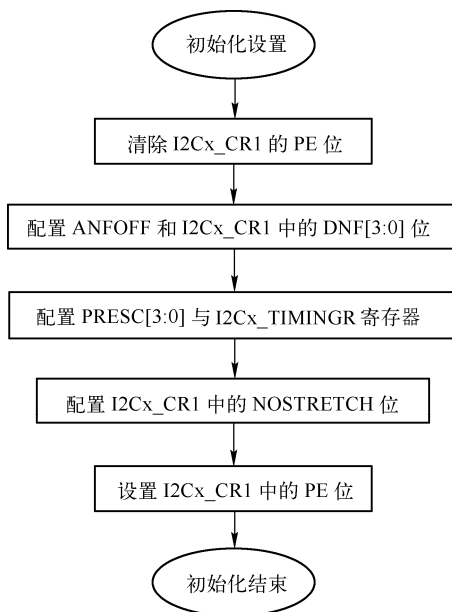 初始化设置
清除 I2Cx_CR1 的 PE 位
配置 ANFOFF 和 I2Cx_CR1 中的 DNF[3:0] 位
配置 PRESC[3:0] 与 I2Cx_TIMINGR 寄存器
配置 I2Cx_CR1 中的 NOSTRETCH 位
设置 I2Cx_CR1 中的 PE 位
初始化结束